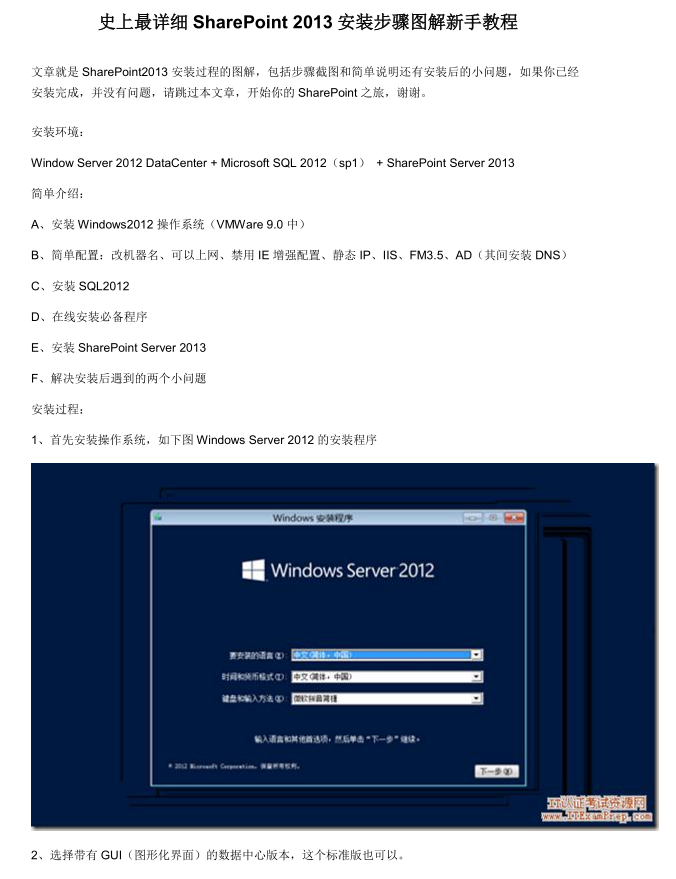 史上最详细 SharePoint 2013 安装步骤图解新手教程
文章就是 SharePoint2013 安装过程的图解，包括步骤截图和简单说明还有安装后的小问题，如果你已经
安装完成，并没有问题，请跳过本文章，开始你的 SharePoint 之旅，谢谢。
安装环境：
Window Server 2012 DataCenter + Microsoft SQL 2012（sp1） + SharePoint Server 2013
简单介绍：
A、安装 Windows2012 操作系统（VMWare 9.0 中）
B、简单配置：改机器名、可以上网、禁用 IE 增强配置、静态 IP、IIS、FM3.5、AD（其间安装 DNS）
C、安装 SQL2012
D、在线安装必备程序
E、安装 SharePoint Server 2013
F、解决安装后遇到的两个小问题
安装过程：
1、首先安装操作系统，如下图 Windows Server 2012 的安装程序
Windows 安装程序
Windows Server 2012
要安装的语言(E): 中文(简体，中国)
时间和货币格式(T): 中文(简体，中国)
键盘和输入方法(K): 微软拼音简捷
输入语言和其他首选项，然后单击“下一步”继续。
© 2012 Microsoft Corporation。保留所有权利。
下一步(N)
IT认证考试资源网
www.ITExamPrep.com
2、选择带有 GUI（图形化界面）的数据中心版本，这个标准版也可以。